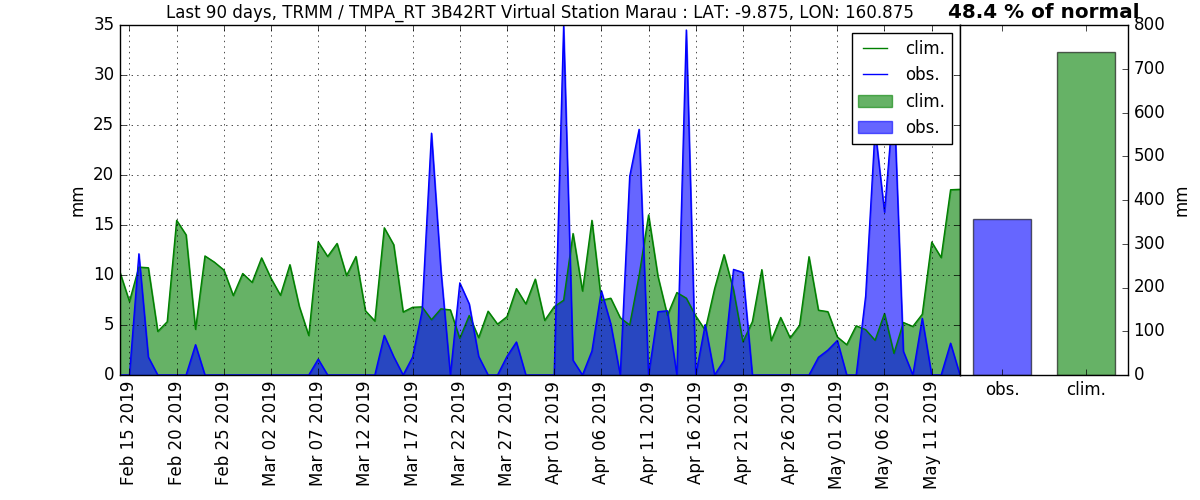 Last 90 days, TRMM / TMPA_RT 3B42RT Virtual Station Marau : LAT: -9.875, LON: 160.875
48.4 % of normal
35
30
25
20
15
10
5
0
mm
clim.
obs.
clim.
obs.
Feb 15 2019
Feb 20 2019
Feb 25 2019
Mar 02 2019
Mar 07 2019
Mar 12 2019
Mar 17 2019
Mar 22 2019
Mar 27 2019
Apr 01 2019
Apr 06 2019
Apr 11 2019
Apr 16 2019
Apr 21 2019
Apr 26 2019
May 01 2019
May 06 2019
May 11 2019
800
700
600
500
400
300
200
100
0
mm
obs.
clim.